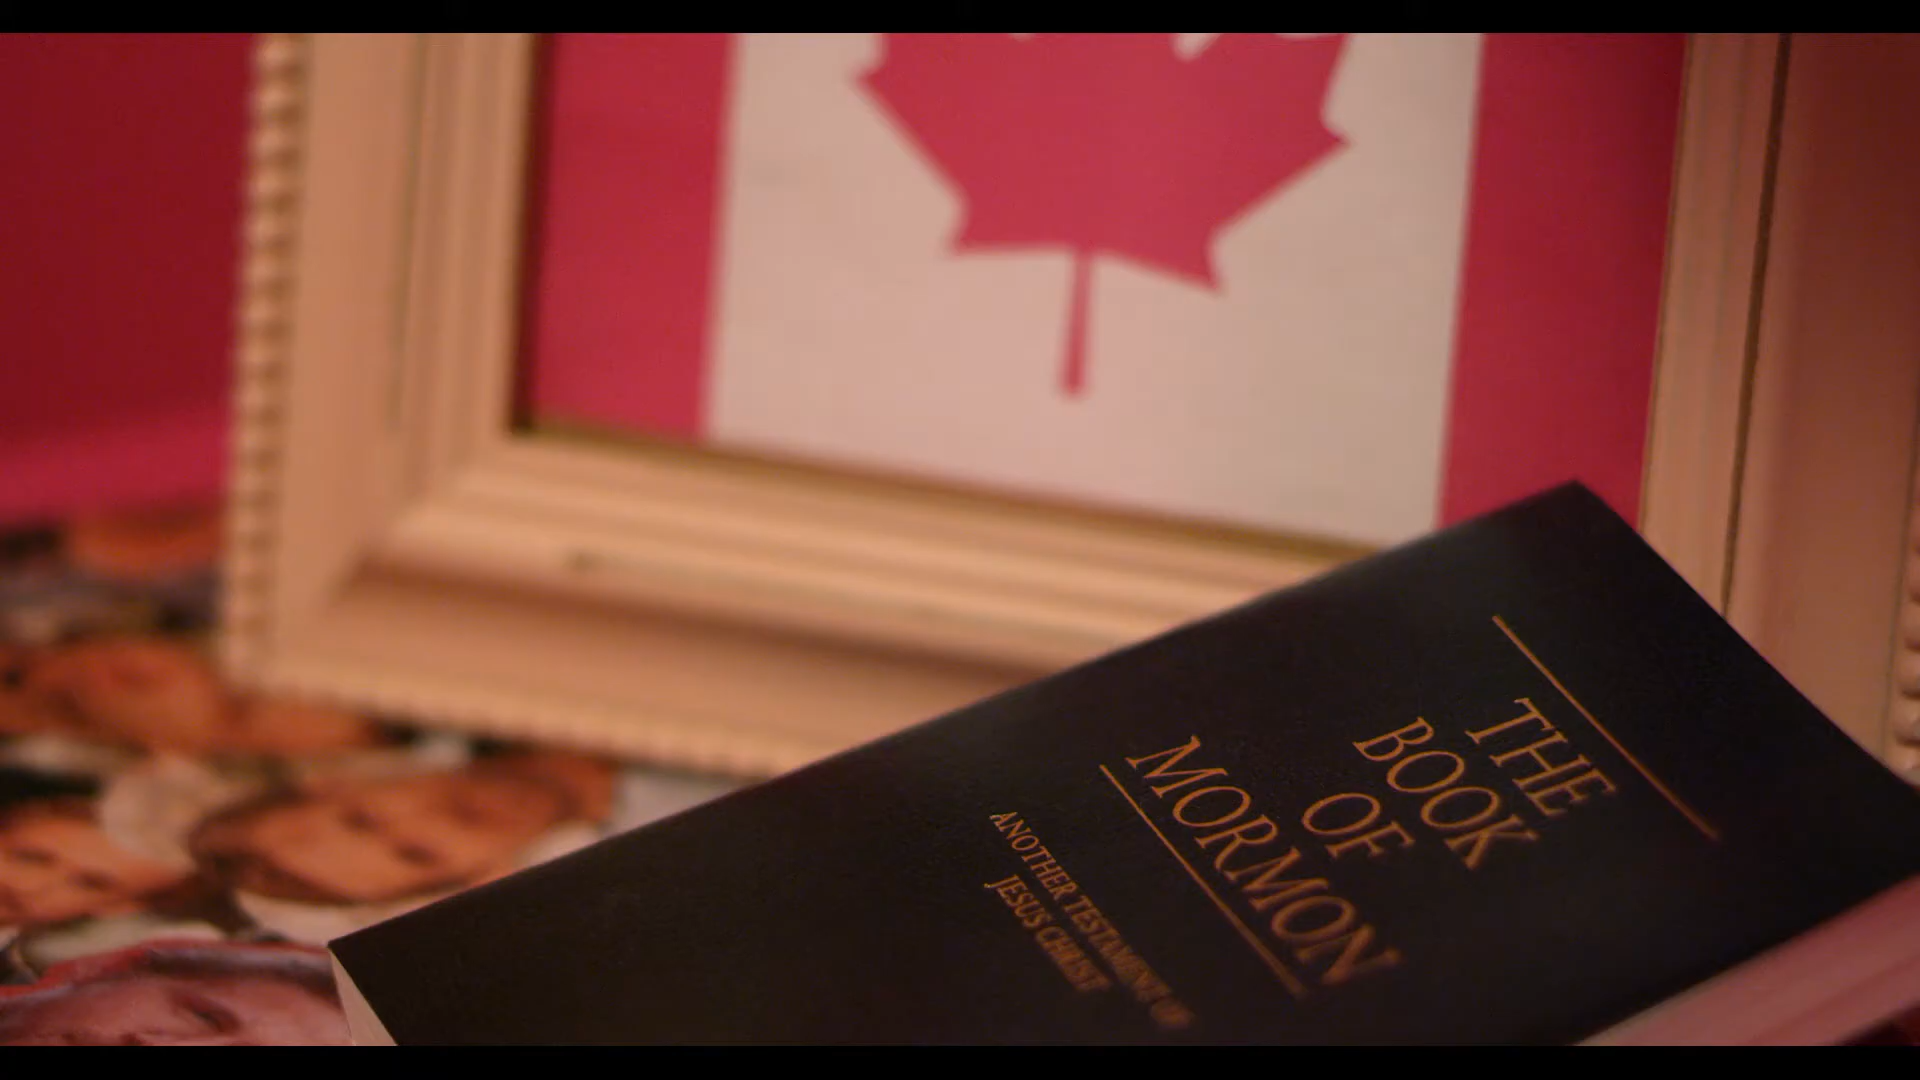 THE
BOOK
OF
MORMON
ANOTHER TESTAMENT OF
JESUS CHRIST